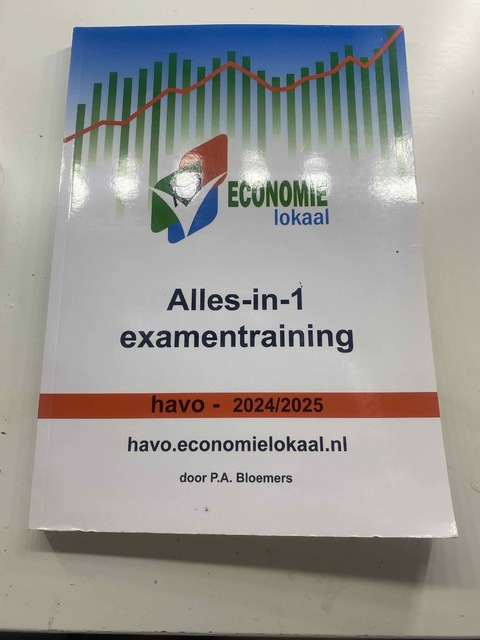 ECONOMIE
lokaal
Alles-in-1
examentraining
havo - 2024/2025
havo.economielokaal.nl
door P.A. Bloemers